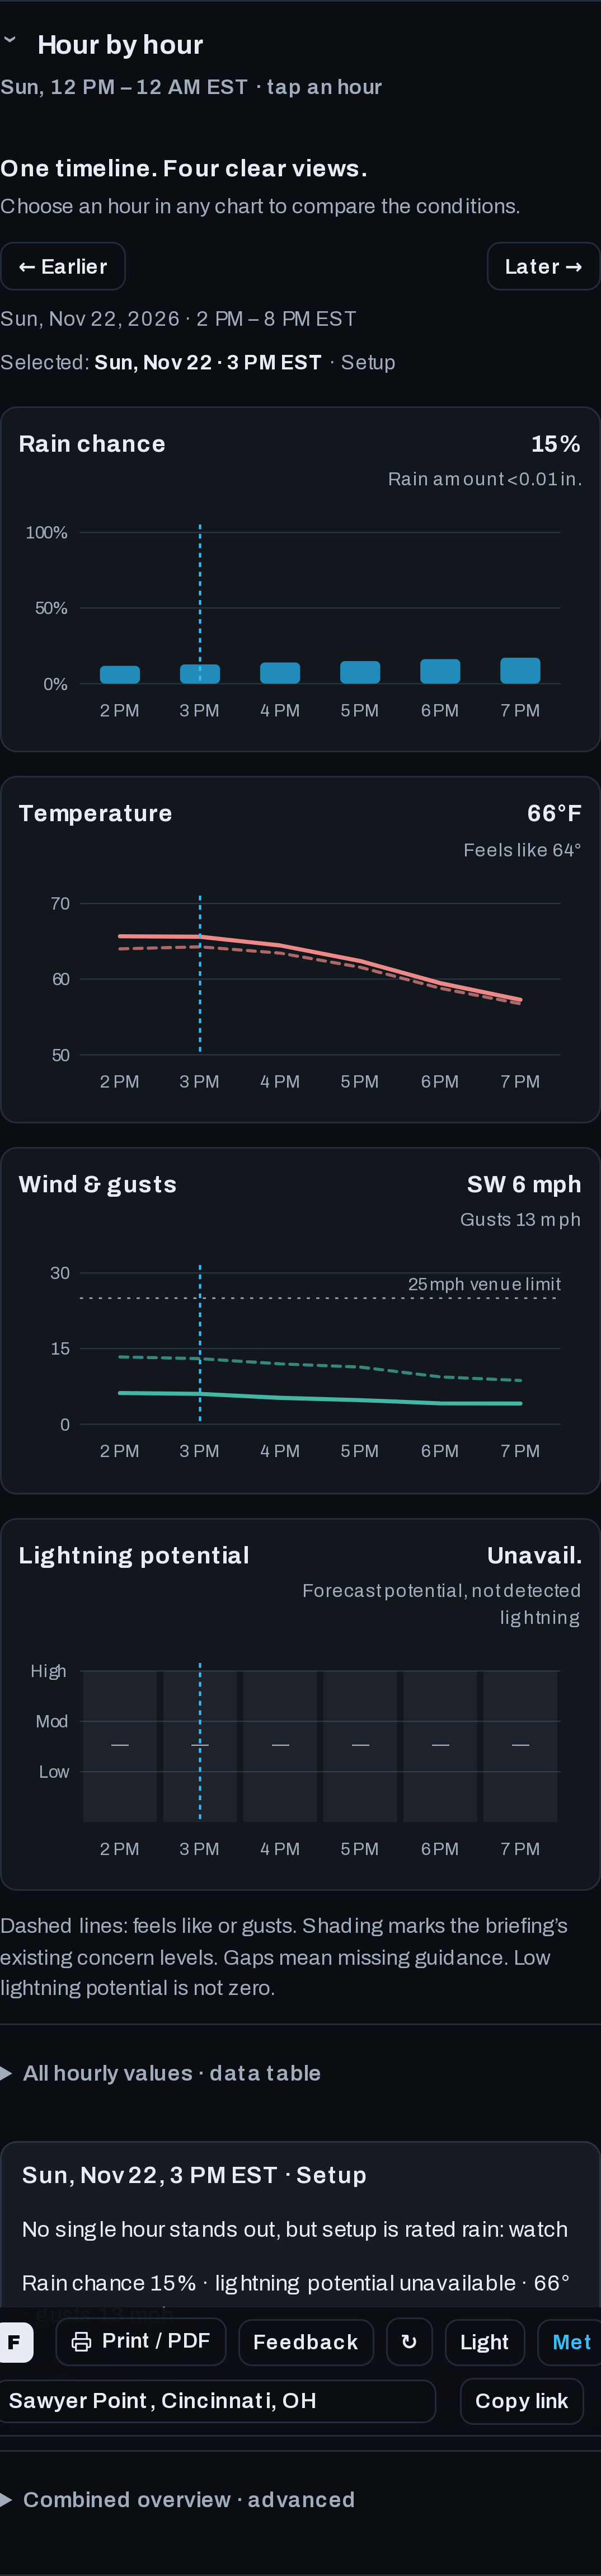 Hour by hour
Sun, 12 PM – 12 AM EST · tap an hour
One timeline. Four clear views.
Choose an hour in any chart to compare the conditions.
← Earlier
Later →
Sun, Nov 22, 2026 · 2 PM – 8 PM EST
Selected: Sun, Nov 22 · 3 PM EST · Setup
Rain chance
15%
Rain amount <0.01 in.
100%
50%
0%
2 PM 3 PM 4 PM 5 PM 6 PM 7 PM
Temperature
66°F
Feels like 64°
70
60
50
2 PM 3 PM 4 PM 5 PM 6 PM 7 PM
Wind & gusts
SW 6 mph
Gusts 13 mph
30
25 mph venue limit
15
0
2 PM 3 PM 4 PM 5 PM 6 PM 7 PM
Lightning potential
Unavail.
Forecast potential, not detected
lightning
High
Mod
— — — — — —
Low
2 PM 3 PM 4 PM 5 PM 6 PM 7 PM
Dashed lines: feels like or gusts. Shading marks the briefing’s
existing concern levels. Gaps mean missing guidance. Low
lightning potential is not zero.
All hourly values · data table
Sun, Nov 22, 3 PM EST · Setup
No single hour stands out, but setup is rated rain: watch
Rain chance 15% · lightning potential unavailable · 66°
gusts 13 mph
F
Print / PDF
Feedback
↻
Light
Met
Sawyer Point, Cincinnati, OH
Copy link
Combined overview · advanced